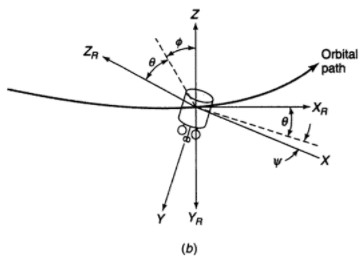 Z
Z_R
ϕ
θ
Orbital
path
X_R
θ
ψ
X
Y
Y_R
(b)